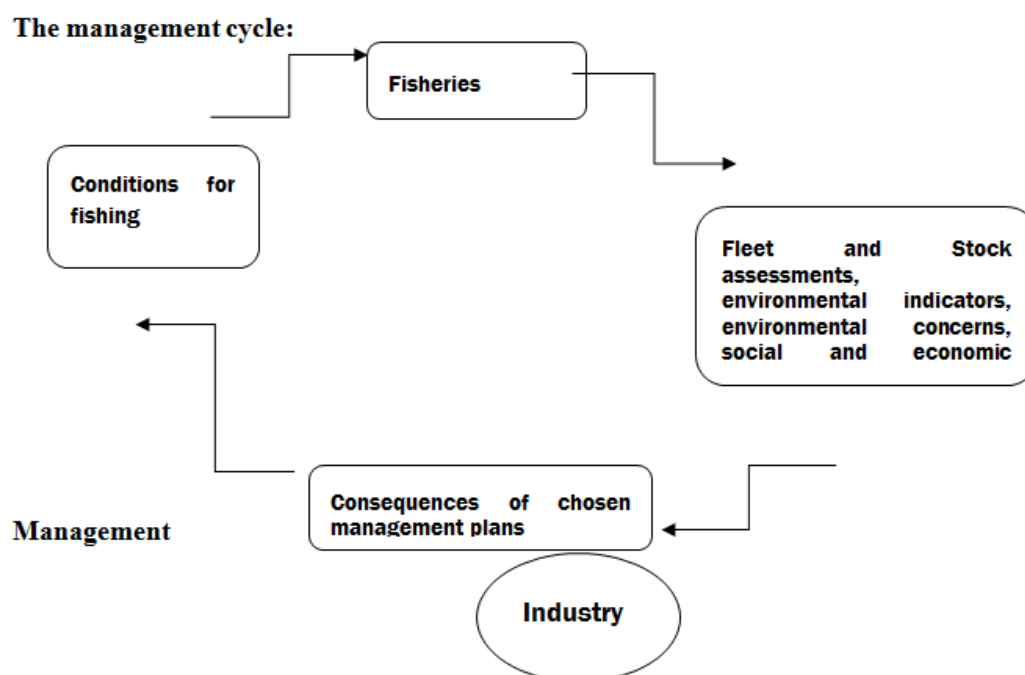 The management cycle:
Fisheries
Conditions for
fishing
Fleet and Stock
assessments,
environmental indicators,
environmental concerns,
social and economic
Consequences of chosen
management plans
Management
Industry